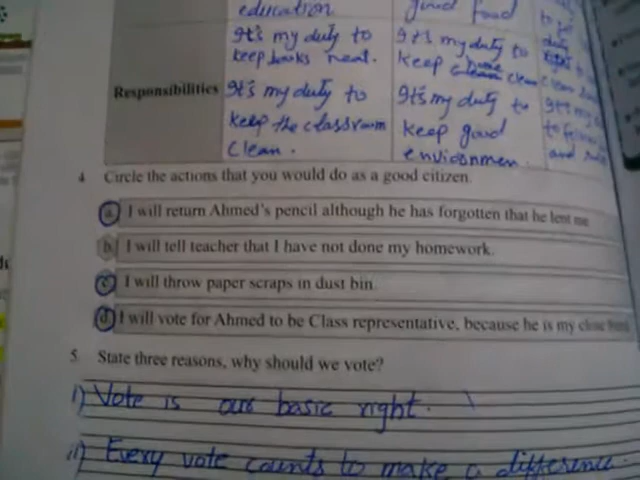 education
good food
It's my duty to
keep books neat.
It's my duty to
keep home clean
Responsibilities
It's my duty to
keep the classroom
clean.
It's my duty to
keep good
environmen.
4. Circle the actions that you would do as a good citizen.
a. I will return Ahmed's pencil although he has forgotten that he lent me
b. I will tell teacher that I have not done my homework.
c. I will throw paper scraps in dust bin.
d. I will vote for Ahmed to be Class representative, because he is my close friend
5. State three reasons, why should we vote?
i) Vote is our basic right.
ii) Every vote counts to make a difference.